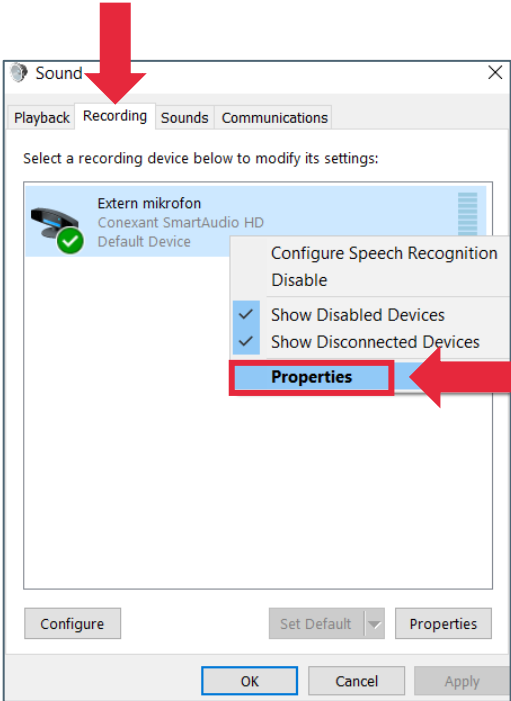 Sound
Playback Recording Sounds Communications
Select a recording device below to modify its settings:
Extern mikrofon
Conexant SmartAudio HD
Default Device
Configure Speech Recognition
Disable
Show Disabled Devices
Show Disconnected Devices
Properties
Configure Set Default Properties
OK Cancel Apply